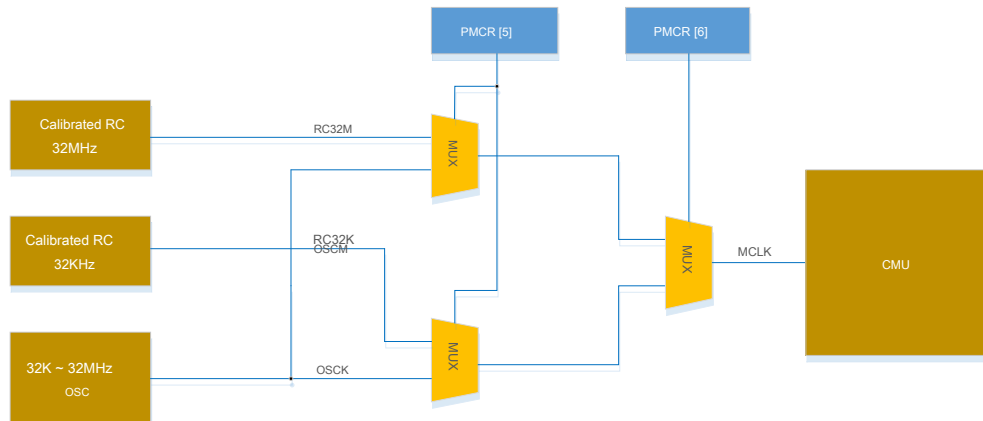 PMCR [5]
PMCR [6]
Calibrated RC
32MHz
RC32M
MUX
Calibrated RC
32KHz
RC32K
OSCM
MUX
MCLK
CMU
32K ~ 32MHz
OSC
OSCK
MUX